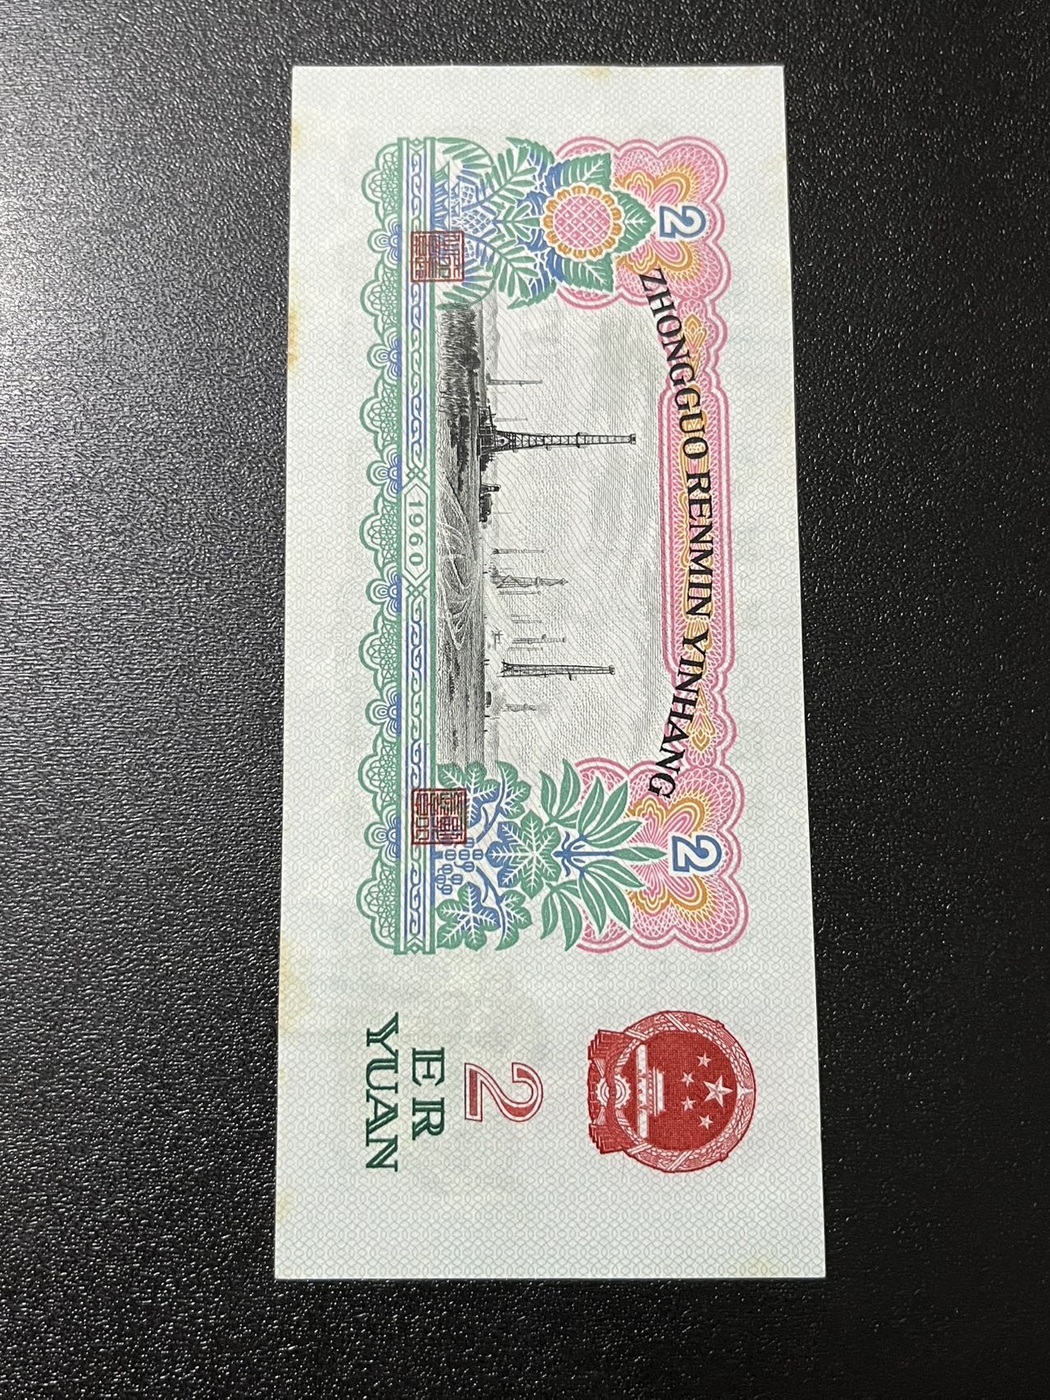 2
ZHONGGUO RENMIN YINHANG
2
1960
2
ER
YUAN